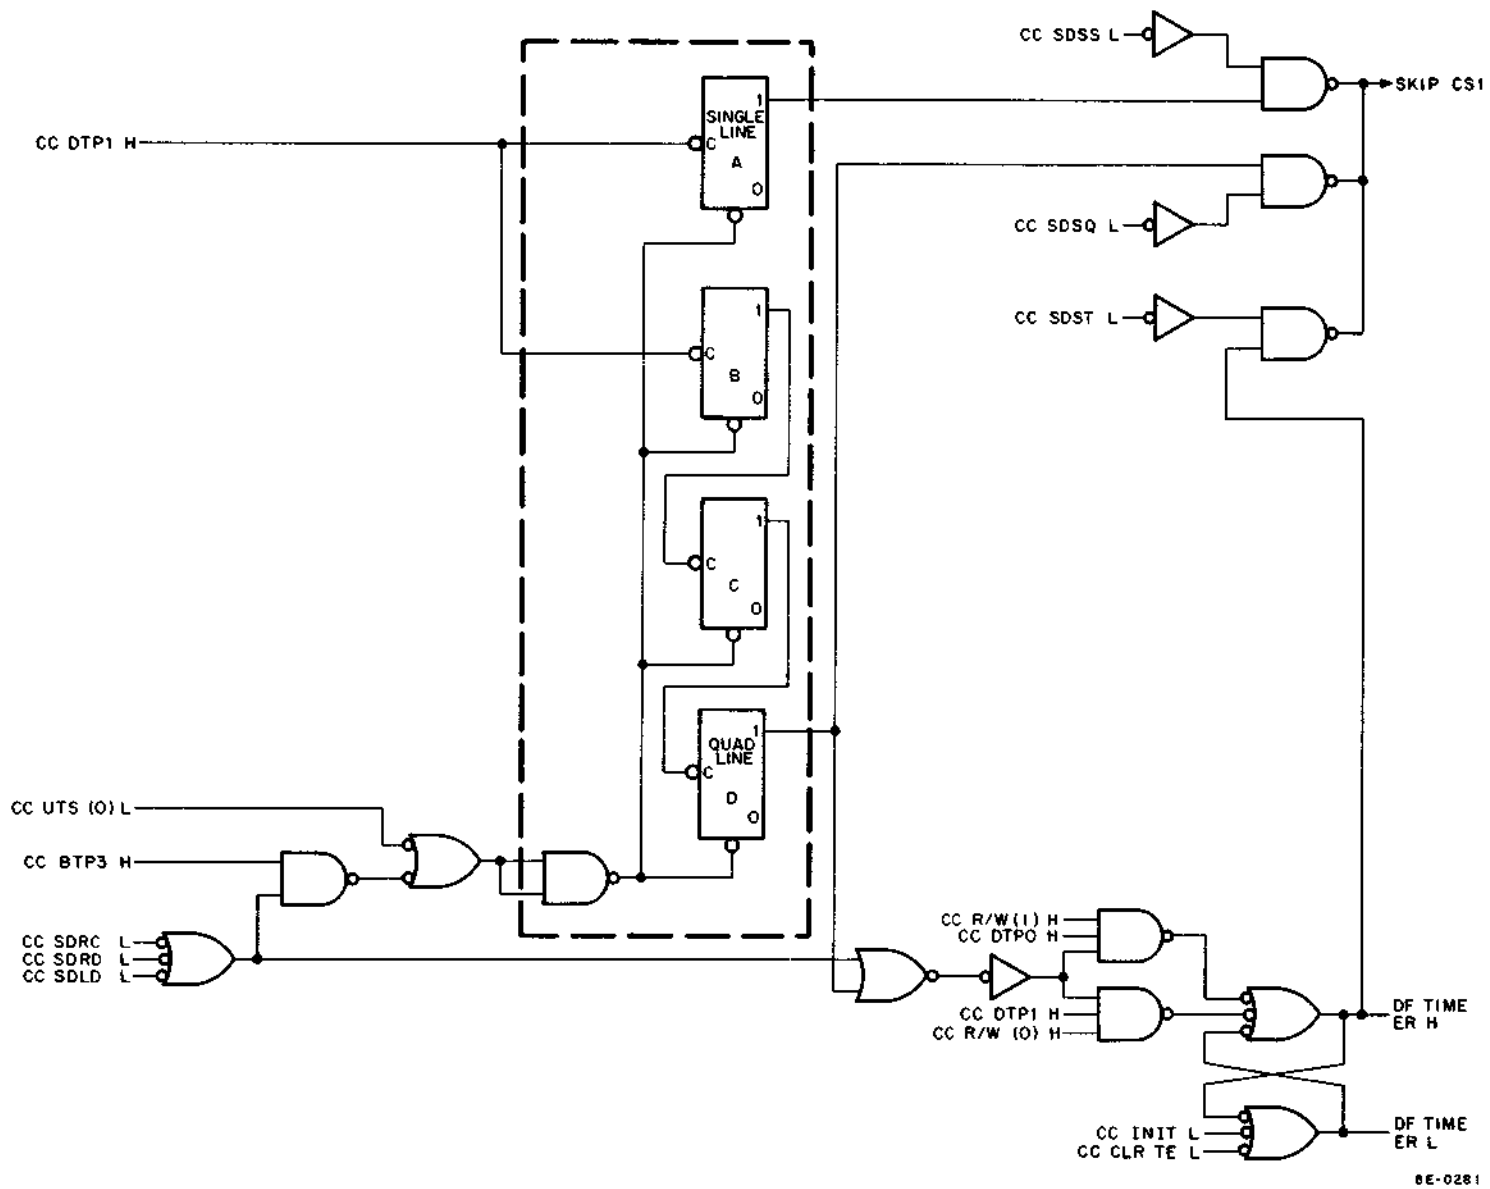 CC SDSS L
SKIP CS1
1
SINGLE
LINE
CC DTP1 H
C
A
0
CC SDSQ L
1
CC SDST L
C
B
0
1
C
C
0
1
QUAD
LINE
C
D
0
CC UTS (0) L
CC BTP3 H
CC R/W (1) H
CC DTP0 H
CC SDRC L
CC SDRD L
CC SDLD L
CC DTP1 H
CC R/W (0) H
DF TIME
ER H
CC INIT L
CC CLR TE L
DF TIME
ER L
BE-0281